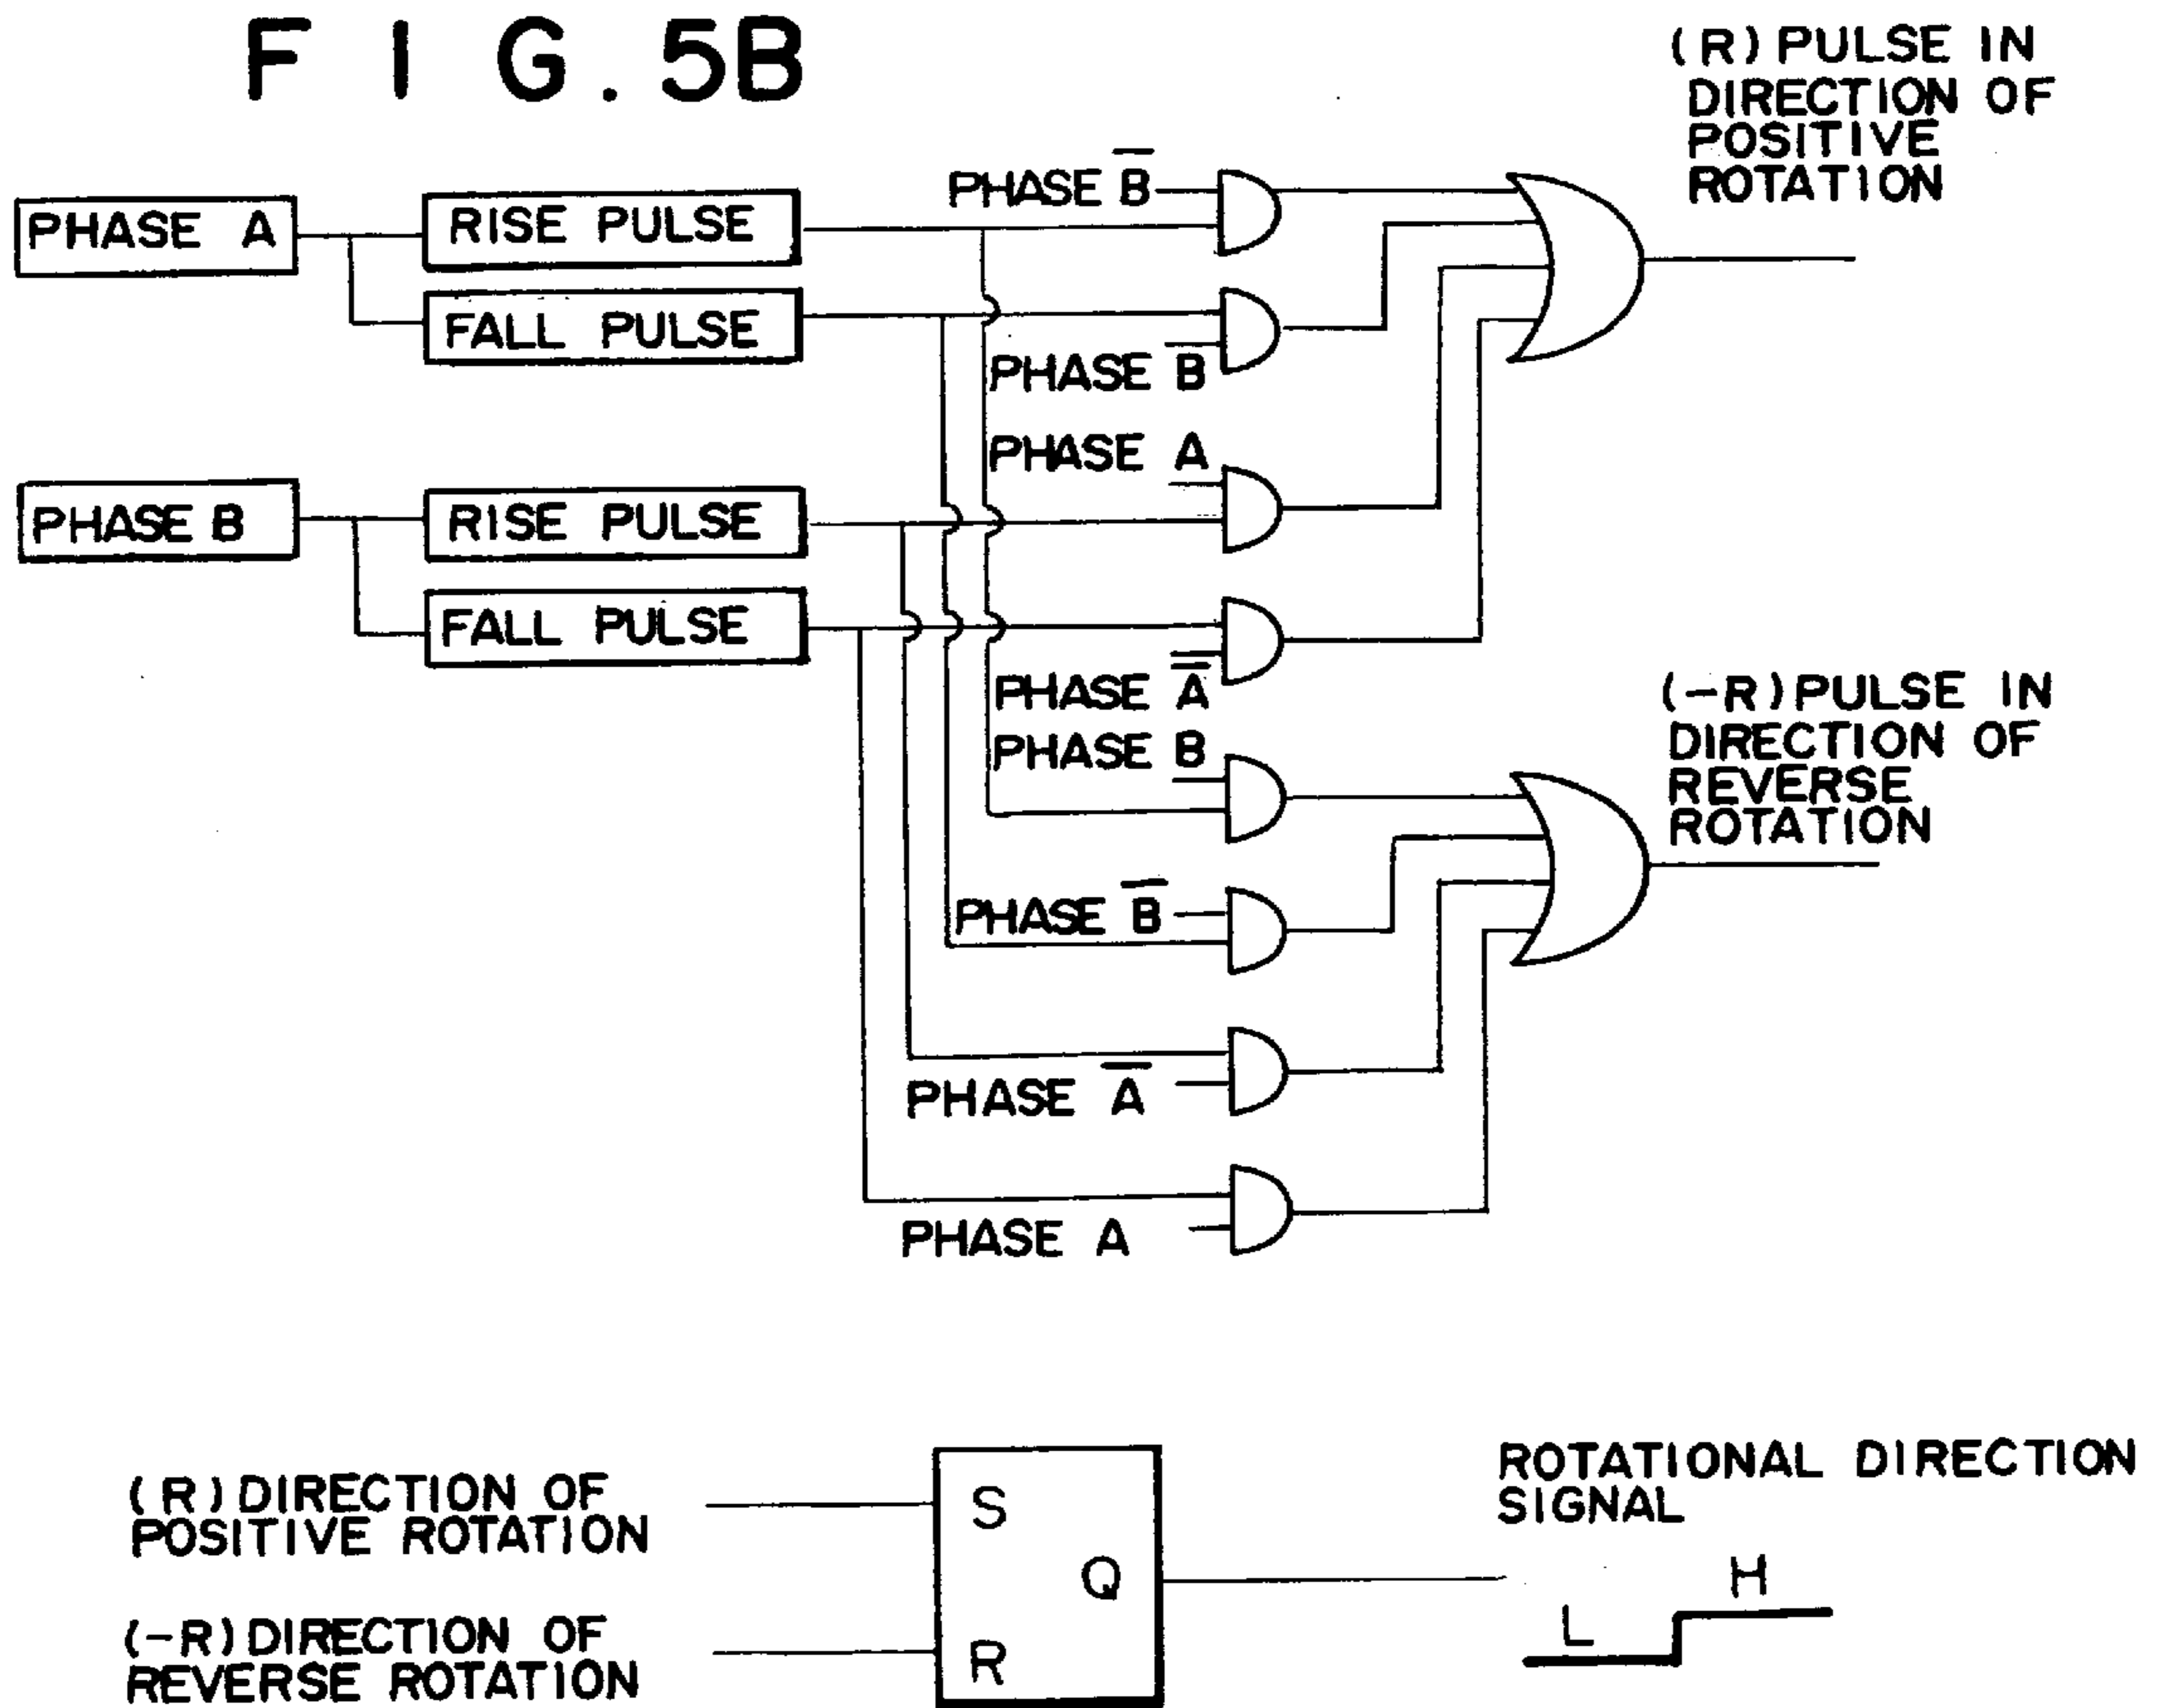 FIG.5B
(R) PULSE IN
DIRECTION OF
POSITIVE
ROTATION
PHASE B̅
PHASE A
RISE PULSE
FALL PULSE
PHASE B
PHASE A
PHASE B
RISE PULSE
FALL PULSE
PHASE A̅
(-R) PULSE IN
DIRECTION OF
REVERSE
ROTATION
PHASE B
PHASE B̅
PHASE A̅
PHASE A
(R) DIRECTION OF
POSITIVE ROTATION
S
Q
R
(-R) DIRECTION OF
REVERSE ROTATION
ROTATIONAL DIRECTION
SIGNAL
H
L